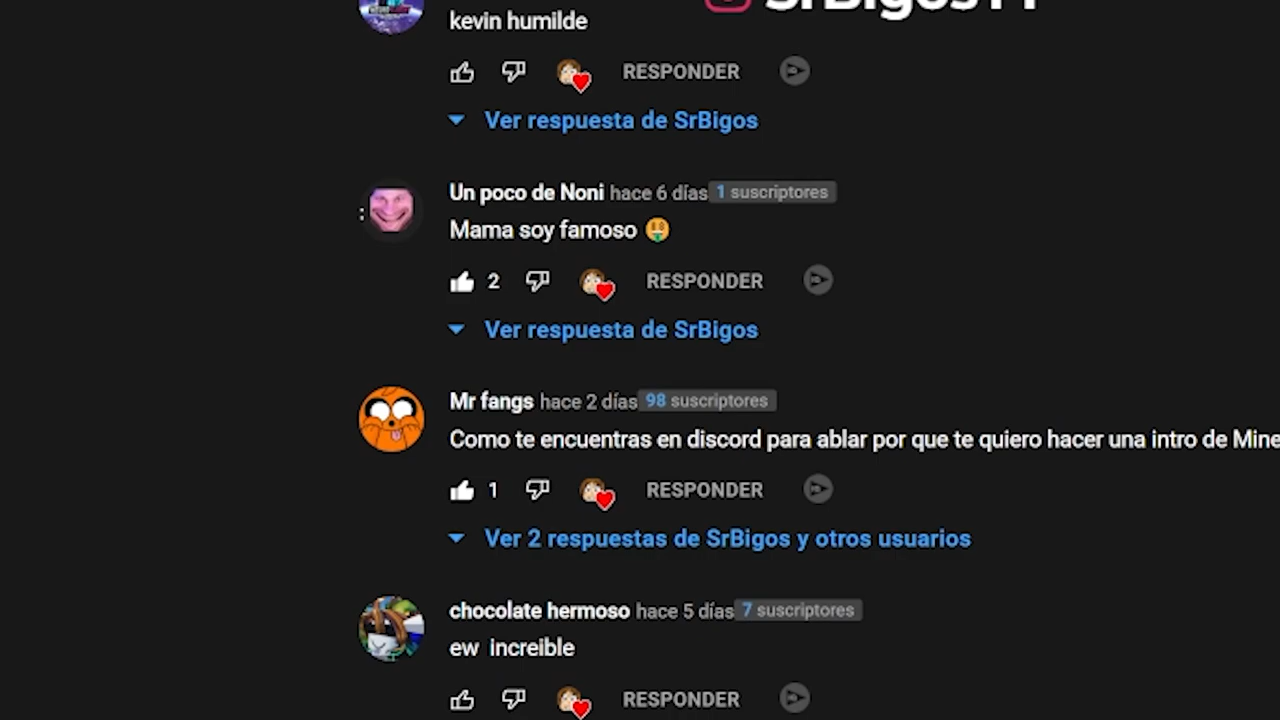 SrBigosYT
kevin humilde
RESPONDER
Ver respuesta de SrBigos
Un poco de Noni hace 6 días 1 suscriptores
:
Mama soy famoso 🤑
2 RESPONDER
Ver respuesta de SrBigos
Mr fangs hace 2 días 98 suscriptores
Como te encuentras en discord para ablar por que te quiero hacer una intro de Mine
1 RESPONDER
Ver 2 respuestas de SrBigos y otros usuarios
chocolate hermoso hace 5 días 7 suscriptores
ew increible
RESPONDER